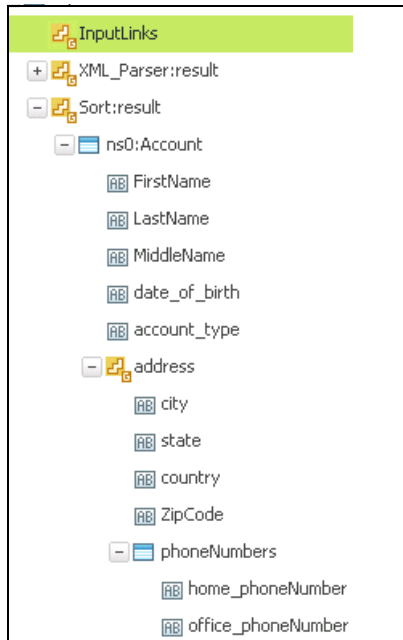 InputLinks
XML_Parser:result
Sort:result
ns0:Account
FirstName
LastName
MiddleName
date_of_birth
account_type
address
city
state
country
ZipCode
phoneNumbers
home_phoneNumber
office_phoneNumber